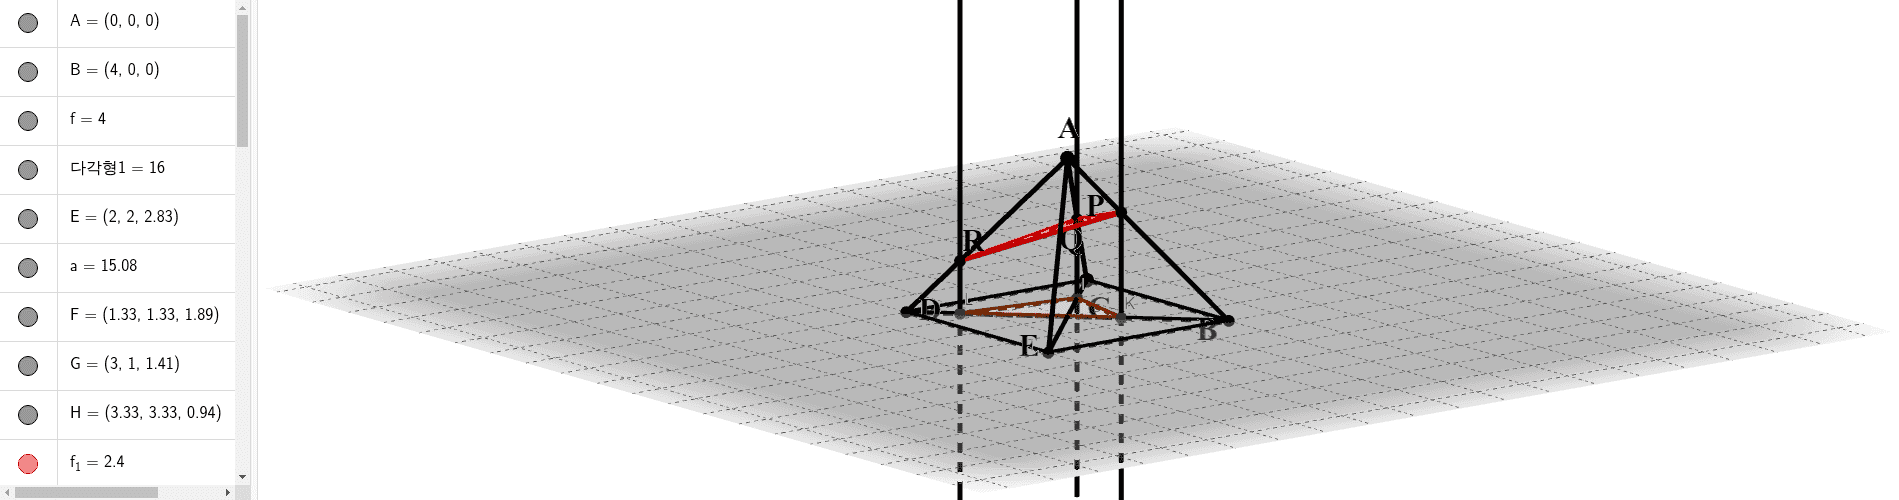 A = (0, 0, 0)
B = (4, 0, 0)
f = 4
다각형1 = 16
E = (2, 2, 2.83)
a = 15.08
F = (1.33, 1.33, 1.89)
G = (3, 1, 1.41)
H = (3.33, 3.33, 0.94)
f₁ = 2.4
A
P
R
Q
D
C
K
B
E